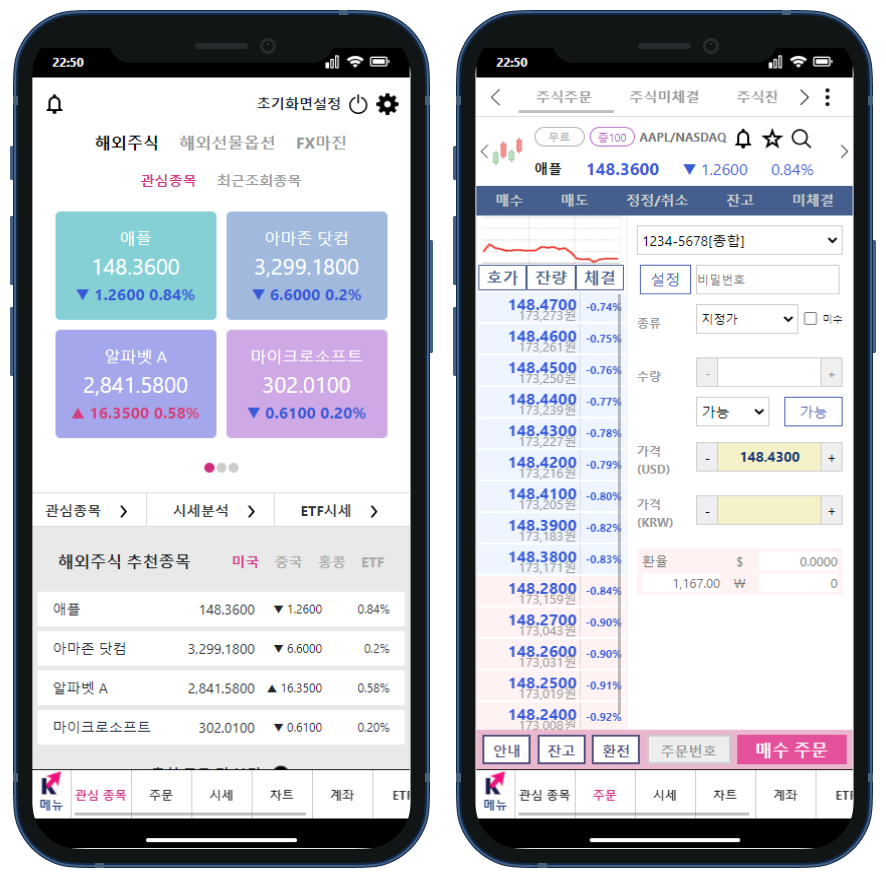 22:50
초기화면설정
해외주식 해외선물옵션 FX마진
관심종목 최근조회종목
애플
148.3600
▼ 1.2600 0.84%
아마존 닷컴
3,299.1800
▼ 6.6000 0.2%
알파벳 A
2,841.5800
▲ 16.3500 0.58%
마이크로소프트
302.0100
▼ 0.6100 0.20%
관심종목 시세분석 ETF시세
해외주식 추천종목 미국 중국 홍콩 ETF
애플 148.3600 ▼ 1.2600 0.84%
아마존 닷컴 3,299.1800 ▼ 6.6000 0.2%
알파벳 A 2,841.5800 ▲ 16.3500 0.58%
마이크로소프트 302.0100 ▼ 0.6100 0.20%
메뉴 관심 종목 주문 시세 차트 계좌 ETF
22:50
주식주문 주식미체결 주식잔
무료 증100 AAPL/NASDAQ
애플 148.3600 ▼ 1.2600 0.84%
매수 매도 정정/취소 잔고 미체결
호가 잔량 체결
148.4700 -0.74%
173,273원
148.4600 -0.75%
173,261원
148.4500 -0.76%
173,250원
148.4400 -0.77%
173,239원
148.4300 -0.78%
173,227원
148.4200 -0.79%
173,216원
148.4100 -0.80%
173,205원
148.3900 -0.82%
173,183원
148.3800 -0.83%
173,171원
148.2800 -0.84%
173,159원
148.2700 -0.90%
173,043원
148.2600 -0.90%
173,031원
148.2500 -0.91%
173,019원
148.2400 -0.92%
173,008원
1234-5678[종합]
설정 비밀번호
종류 지정가 미수
수량 - +
가능 가능
가격
(USD) - 148.4300 +
가격
(KRW) - +
환율 $ 0.0000
1,167.00 ₩ 0
안내 잔고 환전 주문번호 매수 주문
메뉴 관심 종목 주문 시세 차트 계좌 ETF